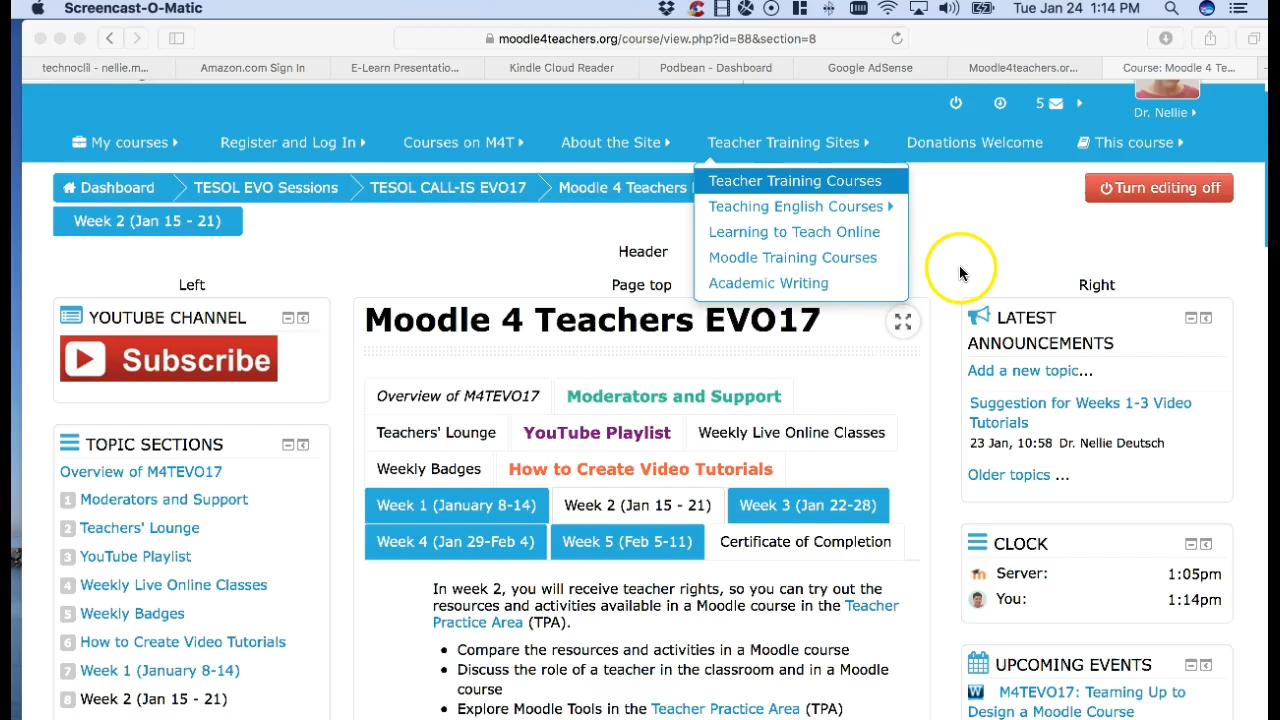 Screencast-O-Matic
Tue Jan 24 1:14 PM
moodle4teachers.org/course/view.php?id=88&section=8
technoclil - nellie.m...
Amazon.com Sign In
E-Learn Presentatio...
Kindle Cloud Reader
Podbean - Dashboard
Google AdSense
Moodle4teachers.or...
Course: Moodle 4 Te...
5
Dr. Nellie
My courses
Register and Log In
Courses on M4T
About the Site
Teacher Training Sites
Donations Welcome
This course
Dashboard
TESOL EVO Sessions
TESOL CALL-IS EVO17
Moodle 4 Teachers
Week 2 (Jan 15 - 21)
Teacher Training Courses
Teaching English Courses
Learning to Teach Online
Moodle Training Courses
Academic Writing
Turn editing off
Header
Left
Page top
Right
YOUTUBE CHANNEL
Subscribe
TOPIC SECTIONS
Overview of M4TEVO17
1 Moderators and Support
2 Teachers' Lounge
3 YouTube Playlist
4 Weekly Live Online Classes
5 Weekly Badges
6 How to Create Video Tutorials
7 Week 1 (January 8-14)
8 Week 2 (Jan 15 - 21)
Moodle 4 Teachers EVO17
Overview of M4TEVO17
Moderators and Support
Teachers' Lounge
YouTube Playlist
Weekly Live Online Classes
Weekly Badges
How to Create Video Tutorials
Week 1 (January 8-14)
Week 2 (Jan 15 - 21)
Week 3 (Jan 22-28)
Week 4 (Jan 29-Feb 4)
Week 5 (Feb 5-11)
Certificate of Completion
In week 2, you will receive teacher rights, so you can try out the
resources and activities available in a Moodle course in the Teacher
Practice Area (TPA).
• Compare the resources and activities in a Moodle course
• Discuss the role of a teacher in the classroom and in a Moodle
course
• Explore Moodle Tools in the Teacher Practice Area (TPA)
LATEST
ANNOUNCEMENTS
Add a new topic...
Suggestion for Weeks 1-3 Video
Tutorials
23 Jan, 10:58 Dr. Nellie Deutsch
Older topics ...
CLOCK
Server: 1:05pm
You: 1:14pm
UPCOMING EVENTS
M4TEVO17: Teaming Up to
Design a Moodle Course